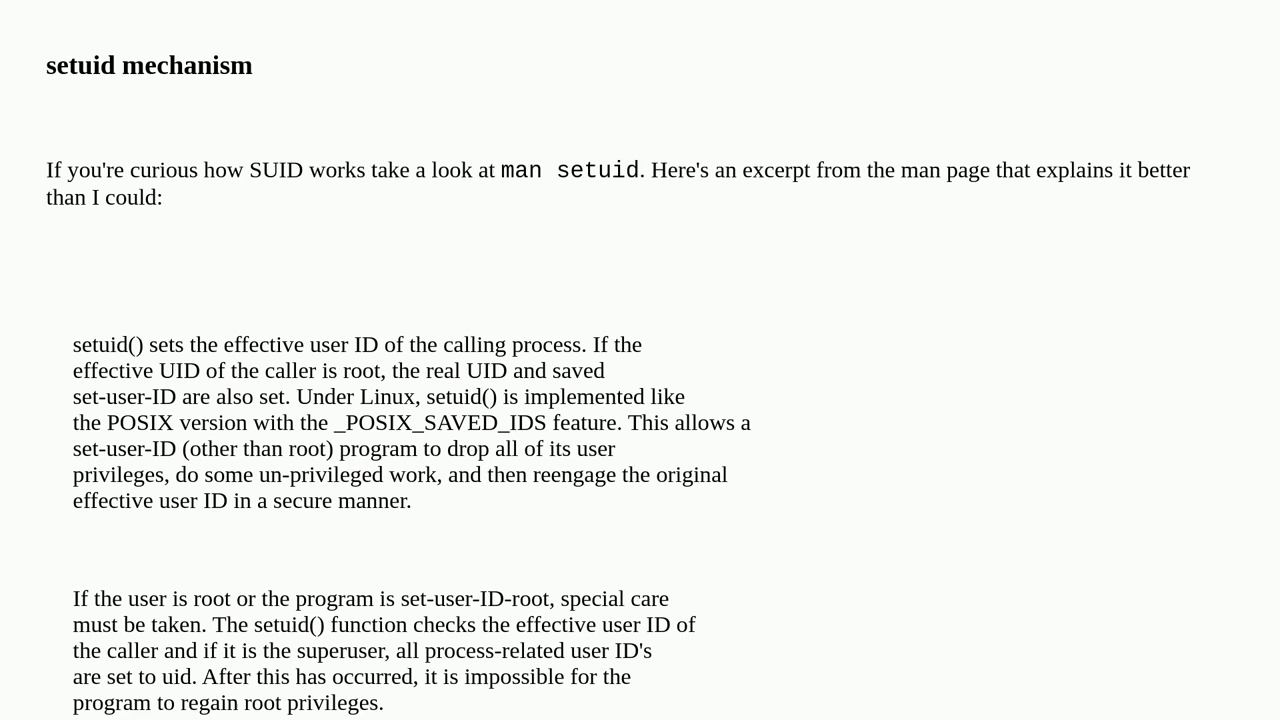 setuid mechanism
If you're curious how SUID works take a look at man setuid. Here's an excerpt from the man page that explains it better
than I could:
setuid() sets the effective user ID of the calling process. If the
effective UID of the caller is root, the real UID and saved
set-user-ID are also set. Under Linux, setuid() is implemented like
the POSIX version with the _POSIX_SAVED_IDS feature. This allows a
set-user-ID (other than root) program to drop all of its user
privileges, do some un-privileged work, and then reengage the original
effective user ID in a secure manner.
If the user is root or the program is set-user-ID-root, special care
must be taken. The setuid() function checks the effective user ID of
the caller and if it is the superuser, all process-related user ID's
are set to uid. After this has occurred, it is impossible for the
program to regain root privileges.